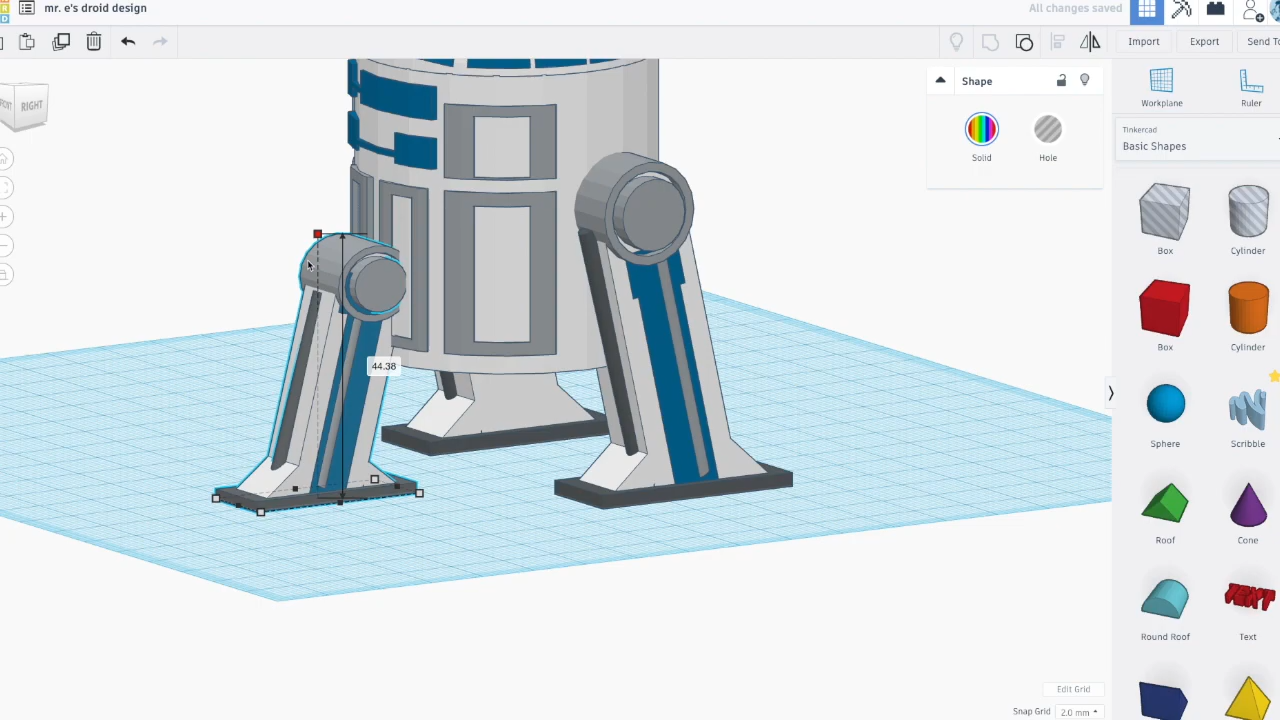 mr. e's droid design
All changes saved
Import
Export
Send To
FRONT
RIGHT
Shape
Solid
Hole
Workplane
Ruler
Tinkercad
Basic Shapes
Box
Cylinder
Box
Cylinder
Sphere
Scribble
Roof
Cone
Round Roof
TEXT
Text
44.38
Edit Grid
Snap Grid
2.0 mm